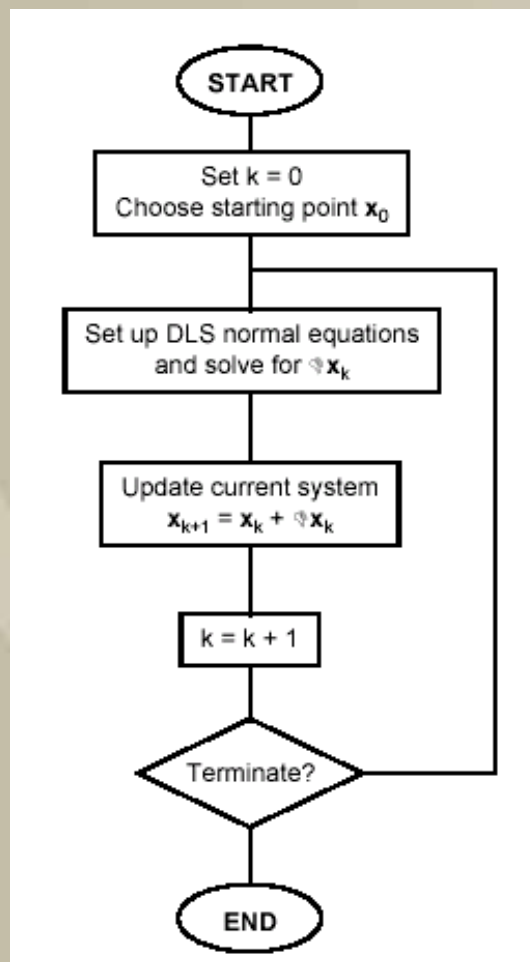 START
Set k = 0
Choose starting point x₀
Set up DLS normal equations
and solve for xₖ
Update current system
xₖ₊₁ = xₖ + xₖ
k = k + 1
Terminate?
END